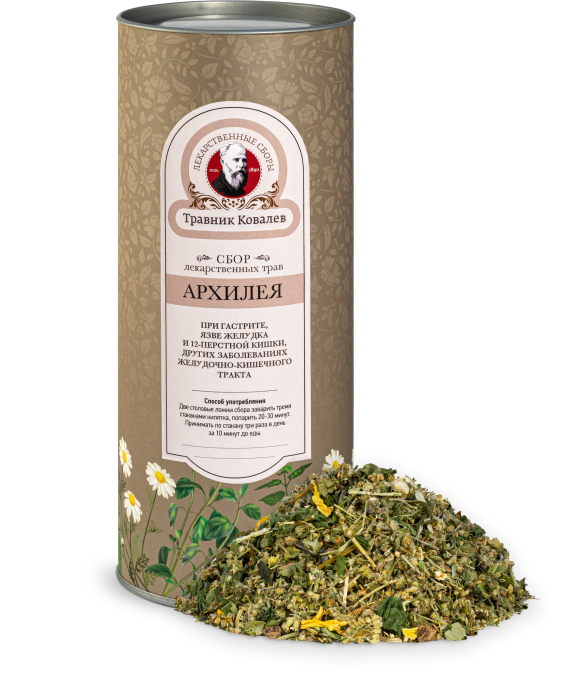 ЛЕКАРСТВЕННЫЕ СБОРЫ
осн. 1890
Травник Ковалев
СБОР
лекарственных трав
АРХИЛЕЯ
ПРИ ГАСТРИТЕ,
ЯЗВЕ ЖЕЛУДКА
И 12-ПЕРСТНОЙ КИШКИ,
ДРУГИХ ЗАБОЛЕВАНИЯХ
ЖЕЛУДОЧНО-КИШЕЧНОГО
ТРАКТА
Способ употребления
Две столовые ложки сбора заварить тремя
стаканами кипятка, попарить 20-30 минут.
Принимать по стакану три раза в день
за 10 минут до еды.